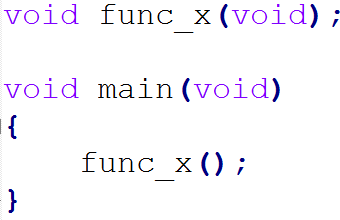 void func_x(void);
void main(void)
{
    func_x();
}